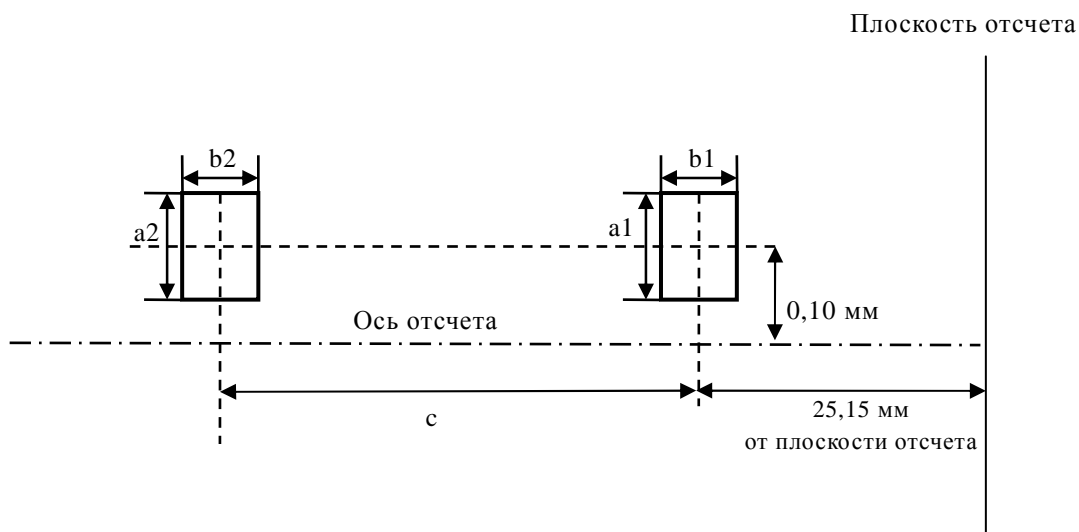 Плоскость отсчета
b2
b1
a2
a1
0,10 мм
Ось отсчета
c
25,15 мм
от плоскости отсчета